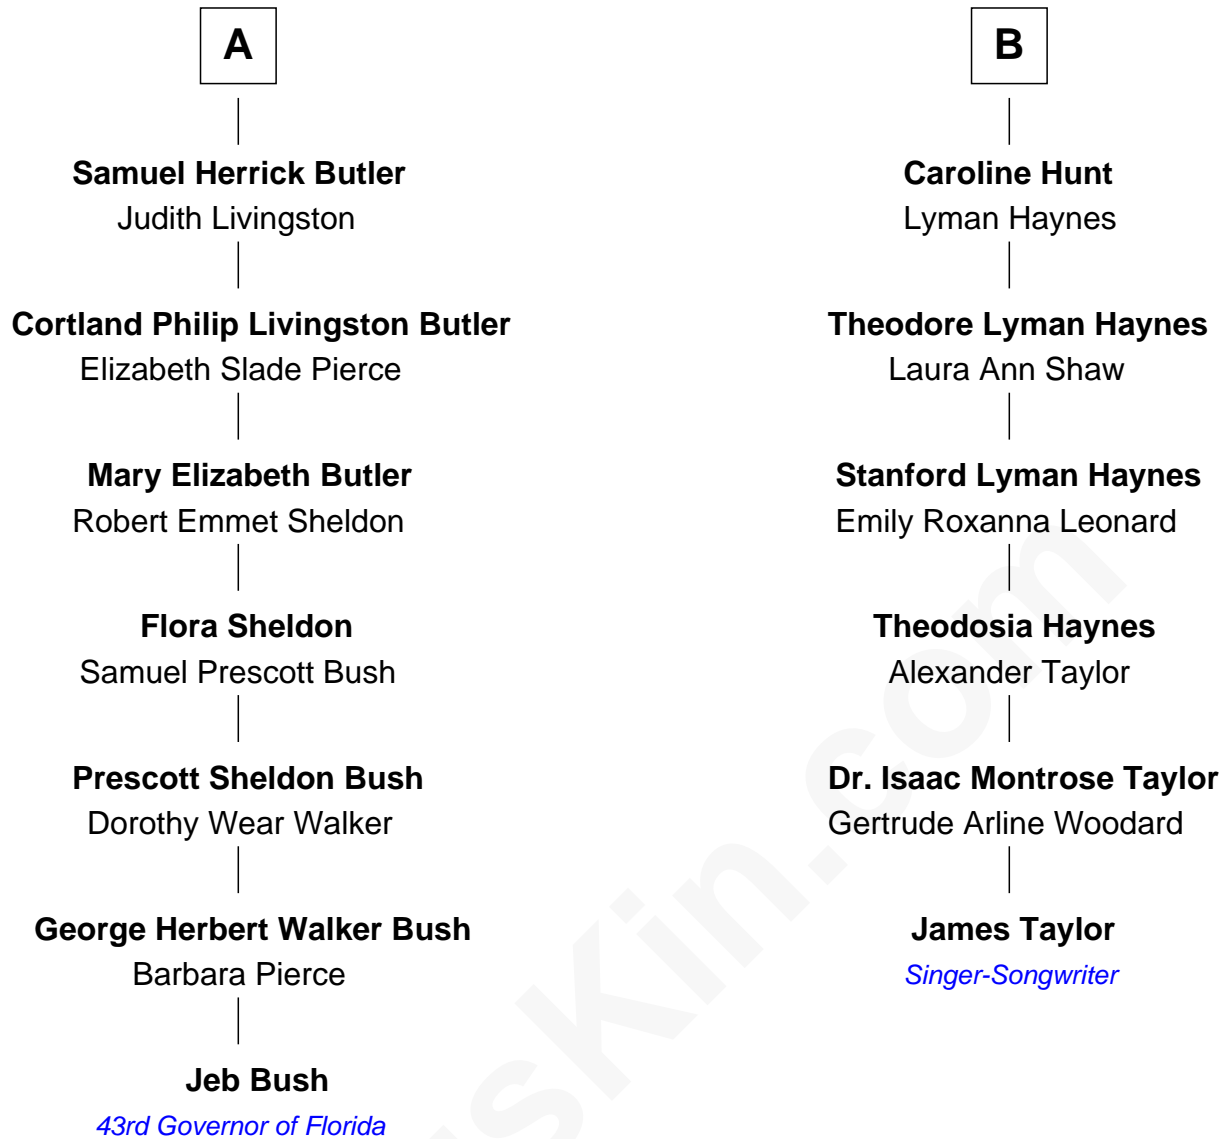 A
Samuel Herrick Butler
Judith Livingston
Cortland Philip Livingston Butler
Elizabeth Slade Pierce
Mary Elizabeth Butler
Robert Emmet Sheldon
Flora Sheldon
Samuel Prescott Bush
Prescott Sheldon Bush
Dorothy Wear Walker
George Herbert Walker Bush
Barbara Pierce
Jeb Bush
43rd Governor of Florida
B
Caroline Hunt
Lyman Haynes
Theodore Lyman Haynes
Laura Ann Shaw
Stanford Lyman Haynes
Emily Roxanna Leonard
Theodosia Haynes
Alexander Taylor
Dr. Isaac Montrose Taylor
Gertrude Arline Woodard
James Taylor
Singer-Songwriter